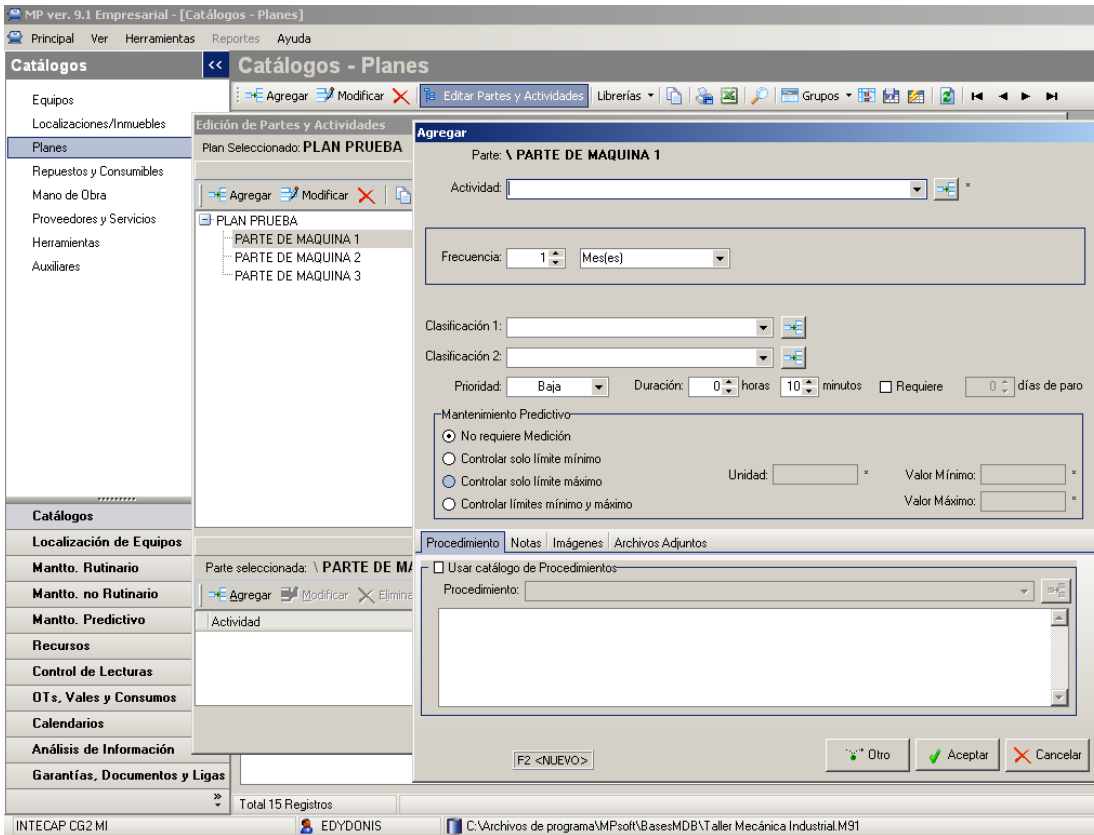 MP ver. 9.1 Empresarial - [Catálogos - Planes]
Principal Ver Herramientas Reportes Ayuda
Catálogos <<
Equipos
Localizaciones/Inmuebles
Planes
Repuestos y Consumibles
Mano de Obra
Proveedores y Servicios
Herramientas
Auxiliares
Catálogos
Localización de Equipos
Mantto. Rutinario
Mantto. no Rutinario
Mantto. Predictivo
Recursos
Control de Lecturas
OTs, Vales y Consumos
Calendarios
Análisis de Información
Garantías, Documentos y Ligas
»
Catálogos - Planes
Agregar Modificar Editar Partes y Actividades Librerías Grupos
Edición de Partes y Actividades
Plan Seleccionado: PLAN PRUEBA
Agregar Modificar
PLAN PRUEBA
PARTE DE MAQUINA 1
PARTE DE MAQUINA 2
PARTE DE MAQUINA 3
Parte seleccionada: \ PARTE DE MA
Agregar Modificar Elimina
Actividad
Agregar
Parte: \ PARTE DE MAQUINA 1
Actividad: *
Frecuencia: 1 Mes(es)
Clasificación 1:
Clasificación 2:
Prioridad: Baja Duración: 0 horas 10 minutos Requiere 0 días de paro
Mantenimiento Predictivo
No requiere Medición
Controlar solo límite mínimo
Controlar solo límite máximo
Controlar límites mínimo y máximo
Unidad: * Valor Mínimo: *
Valor Máximo: *
Procedimiento Notas Imágenes Archivos Adjuntos
Usar catálogo de Procedimientos
Procedimiento:
F2 <NUEVO> Otro Aceptar Cancelar
Total 15 Registros
INTECAP CG2 MI EDYDONIS C:\Archivos de programa\MPsoft\BasesMDB\Taller Mecánica Industrial.M91